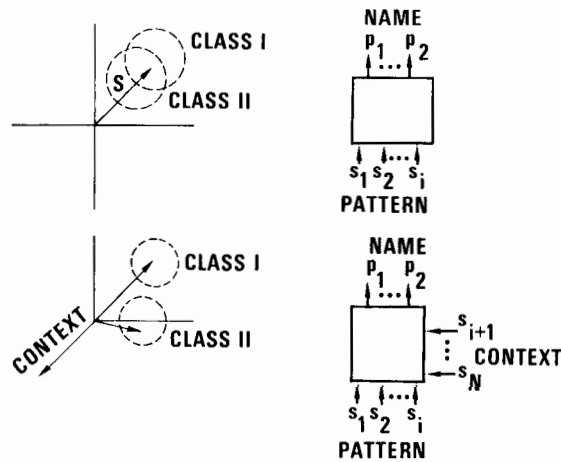 CLASS I
S
CLASS II
NAME
p1 ... p2
s1 s2 ... si
PATTERN
CLASS I
CLASS II
CONTEXT
NAME
p1 ... p2
si+1
⋮ CONTEXT
sN
s1 s2 ... si
PATTERN